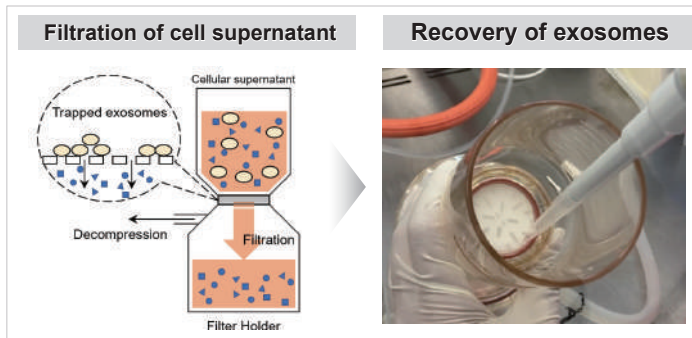 Filtration of cell supernatant
Recovery of exosomes
Cellular supernatant
Trapped exosomes
Decompression
Filtration
Filter Holder